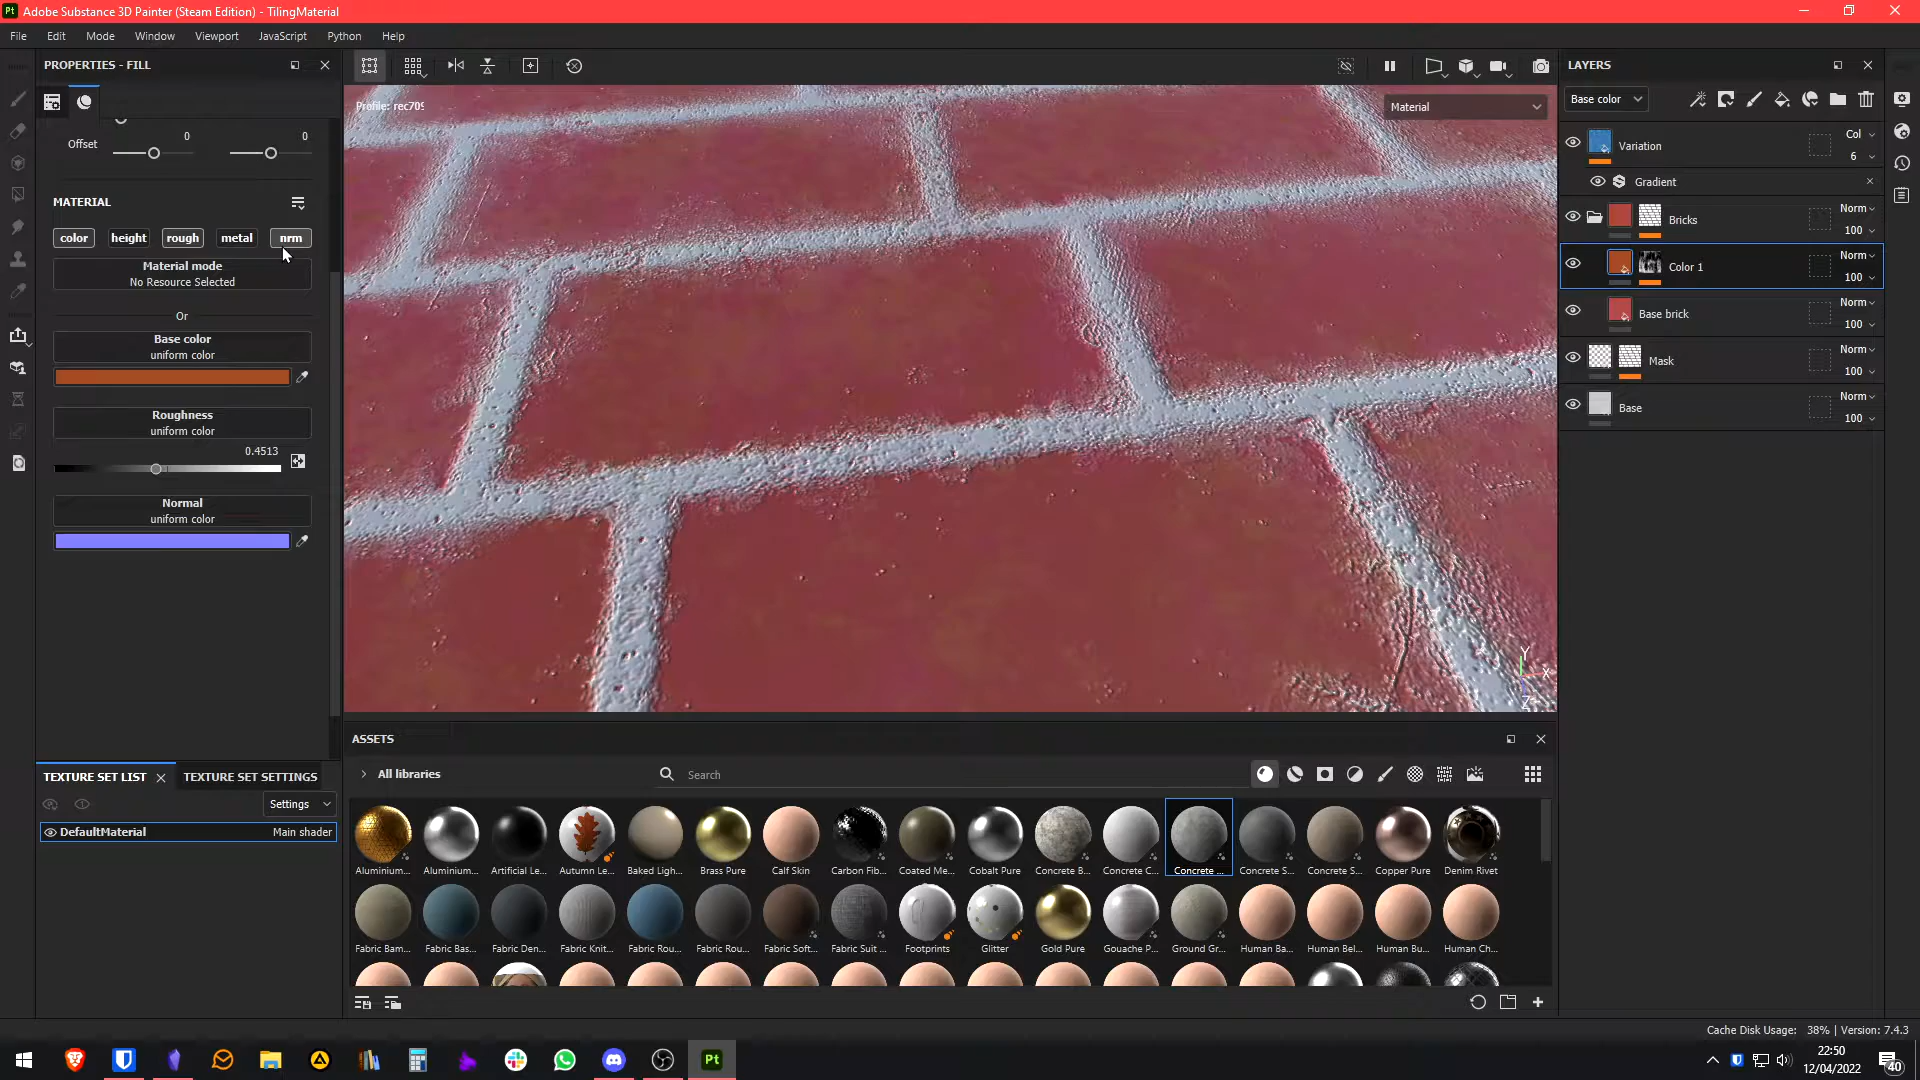 Adobe Substance 3D Painter (Steam Edition) - TilingMaterial
File Edit Mode Window Viewport JavaScript Python Help
PROPERTIES - FILL
Offset 0 0
MATERIAL
color height rough metal nrm
Material mode
No Resource Selected
Or
Base color
uniform color
Roughness
uniform color
0.4513
Normal
uniform color
TEXTURE SET LIST TEXTURE SET SETTINGS
Settings
DefaultMaterial Main shader
Profile: rec709
Material
Y
X
Z
ASSETS
All libraries
Search
Aluminium... Aluminium... Artificial Le... Autumn Le... Baked Ligh... Brass Pure Calf Skin Carbon Fib... Coated Me... Cobalt Pure Concrete B... Concrete C... Concrete ... Concrete S... Concrete S... Copper Pure Denim Rivet
Fabric Bam... Fabric Bas... Fabric Den... Fabric Knit... Fabric Rou... Fabric Rou... Fabric Soft... Fabric Suit ... Footprints Glitter Gold Pure Gouache P... Ground Gr... Human Ba... Human Bel... Human Bu... Human Ch...
LAYERS
Base color
Variation Col
6
Gradient
Bricks Norm
100
Color 1 Norm
100
Base brick Norm
100
Mask Norm
100
Base Norm
100
Cache Disk Usage: 38% | Version: 7.4.3
Pt
22:50
12/04/2022
40